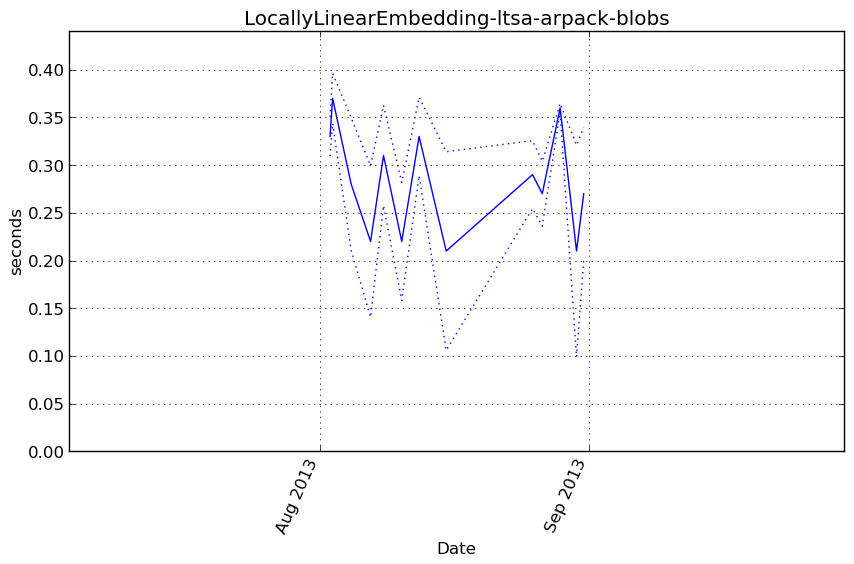 LocallyLinearEmbedding-ltsa-arpack-blobs
0.40
0.35
0.30
0.25
0.20
0.15
0.10
0.05
0.00
seconds
Aug 2013
Sep 2013
Date